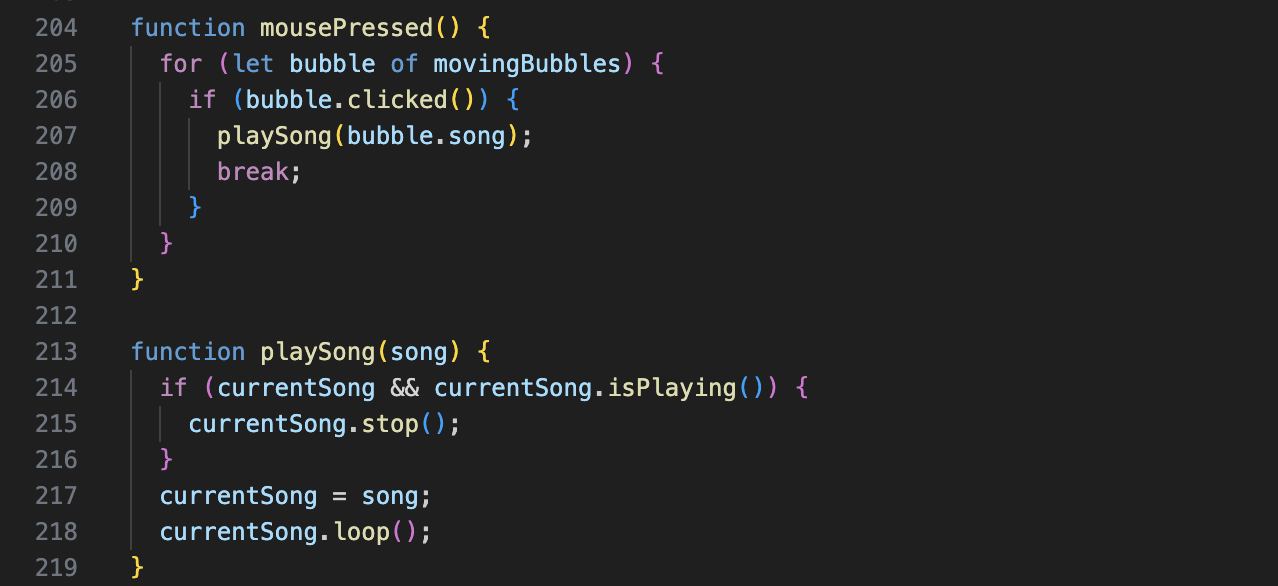 204 function mousePressed() {
205   for (let bubble of movingBubbles) {
206     if (bubble.clicked()) {
207       playSong(bubble.song);
208       break;
209     }
210   }
211 }
212
213 function playSong(song) {
214   if (currentSong && currentSong.isPlaying()) {
215     currentSong.stop();
216   }
217   currentSong = song;
218   currentSong.loop();
219 }